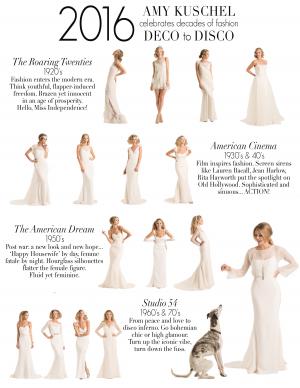 2016
AMY KUSCHEL
celebrates decades of fashion
DECO to DISCO
The Roaring Twenties
1920's
Fashion enters the modern era.
Think youthful, flapper-induced
freedom. Brazen yet innocent
in an age of prosperity.
Hello, Miss Independence!
American Cinema
1930's & 40's
Film inspires fashion. Screen sirens
like Lauren Bacall, Jean Harlow,
Rita Hayworth put the spotlight on
Old Hollywood. Sophisticated and
sinuous... ACTION!
The American Dream
1950's
Post war: a new look and new hope...
'Happy Housewife' by day, femme
fatale by night. Hourglass silhouettes
flatter the female figure.
Fluid yet feminine.
Studio 54
1960's & 70's
From peace and love to
disco inferno. Go bohemian
chic or high glamour.
Turn up the iconic vibe,
turn down the fuss.